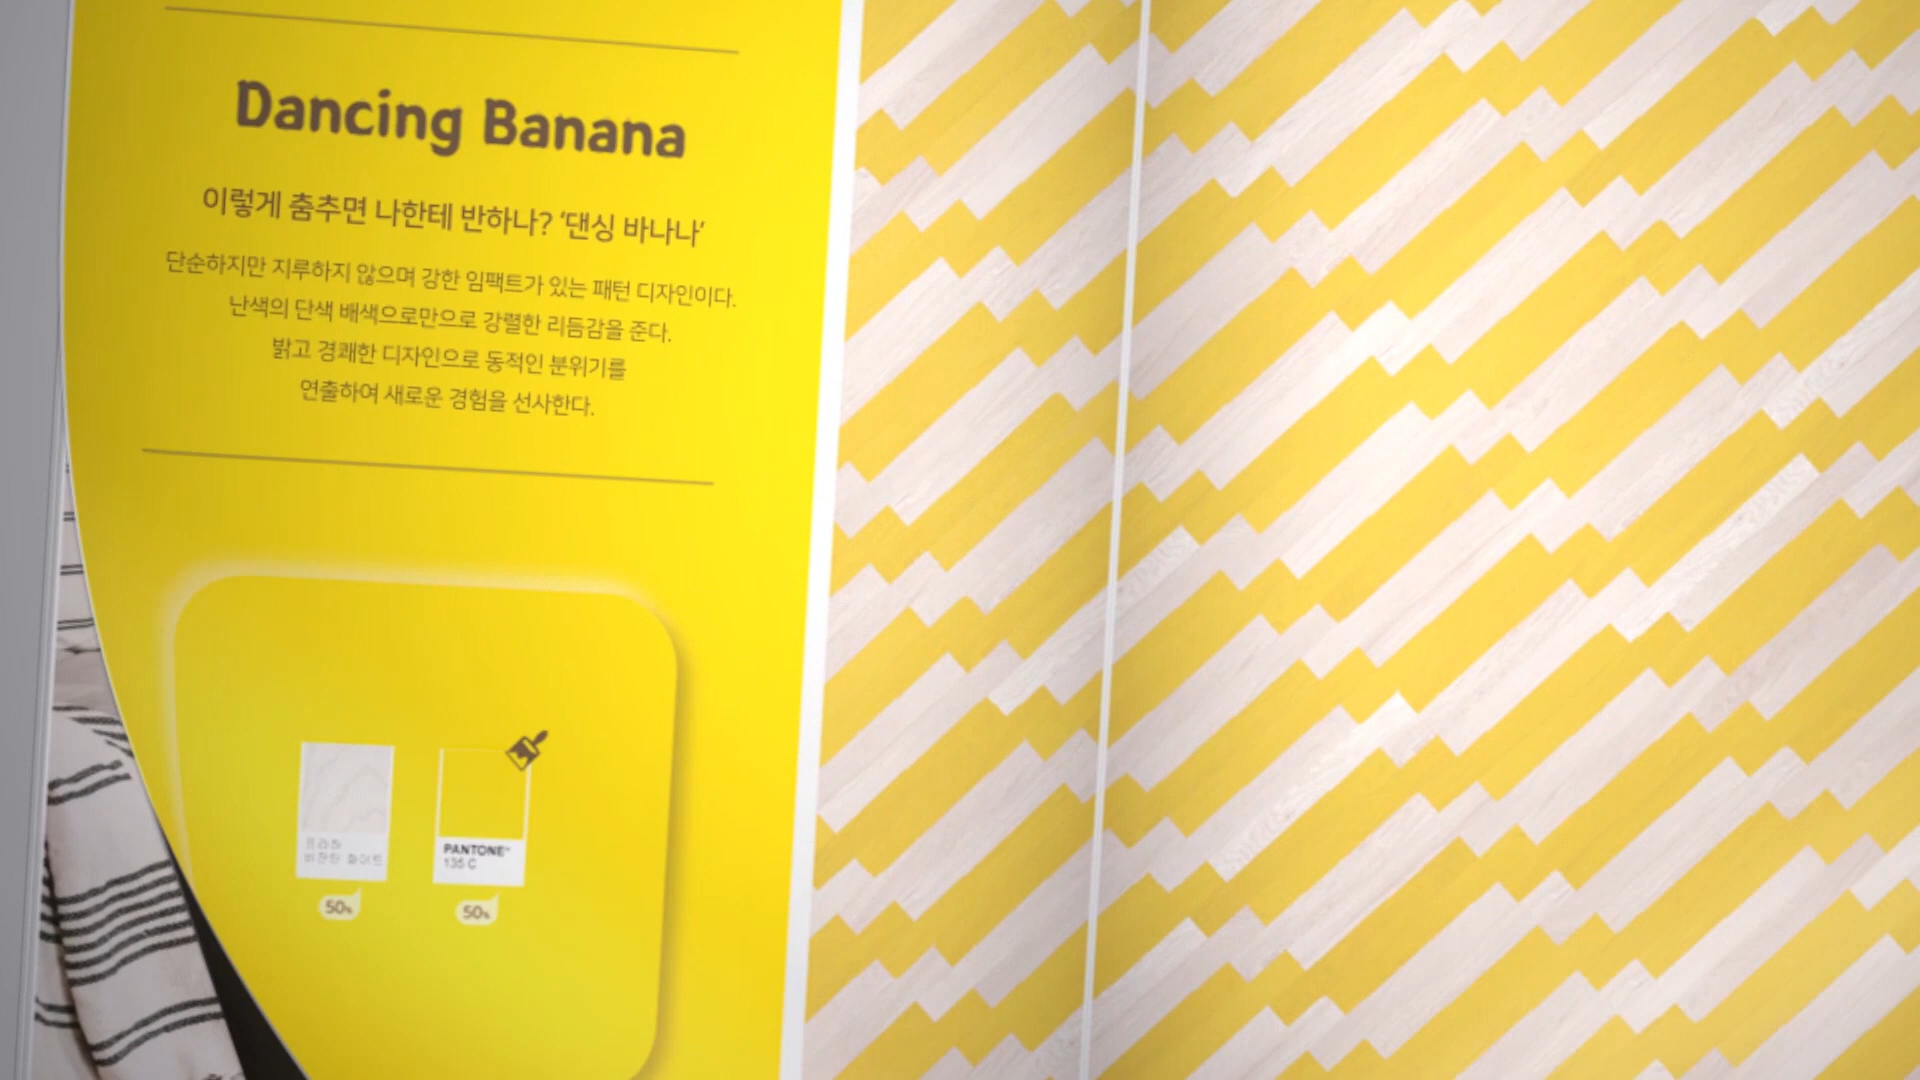 Dancing Banana
이렇게 춤추면 나한테 반하나? ‘댄싱 바나나’
단순하지만 지루하지 않으며 강한 임팩트가 있는 패턴 디자인이다.
난색의 단색 배색으로만으로 강렬한 리듬감을 준다.
밝고 경쾌한 디자인으로 동적인 분위기를
연출하여 새로운 경험을 선사한다.
화이트
PANTONE™
135 C
50%
50%